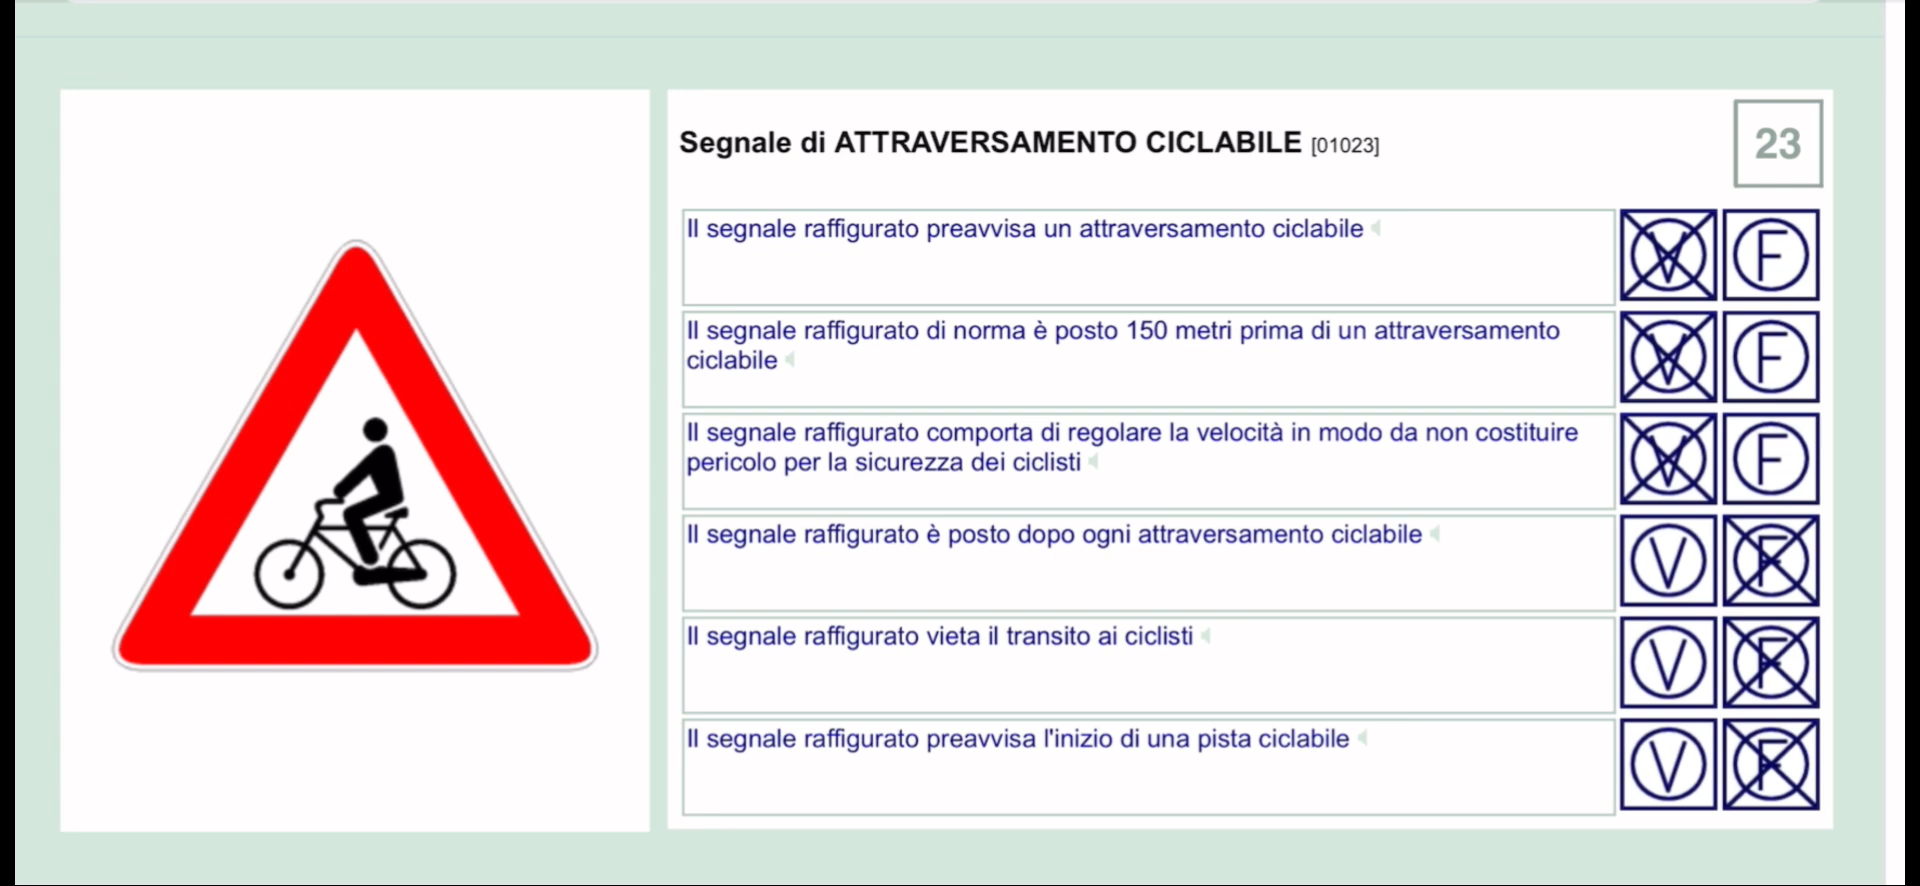 Segnale di ATTRAVERSAMENTO CICLABILE [01023]
23
Il segnale raffigurato preavvisa un attraversamento ciclabile
V F
Il segnale raffigurato di norma è posto 150 metri prima di un attraversamento
ciclabile
V F
Il segnale raffigurato comporta di regolare la velocità in modo da non costituire
pericolo per la sicurezza dei ciclisti
V F
Il segnale raffigurato è posto dopo ogni attraversamento ciclabile
V F
Il segnale raffigurato vieta il transito ai ciclisti
V F
Il segnale raffigurato preavvisa l'inizio di una pista ciclabile
V F